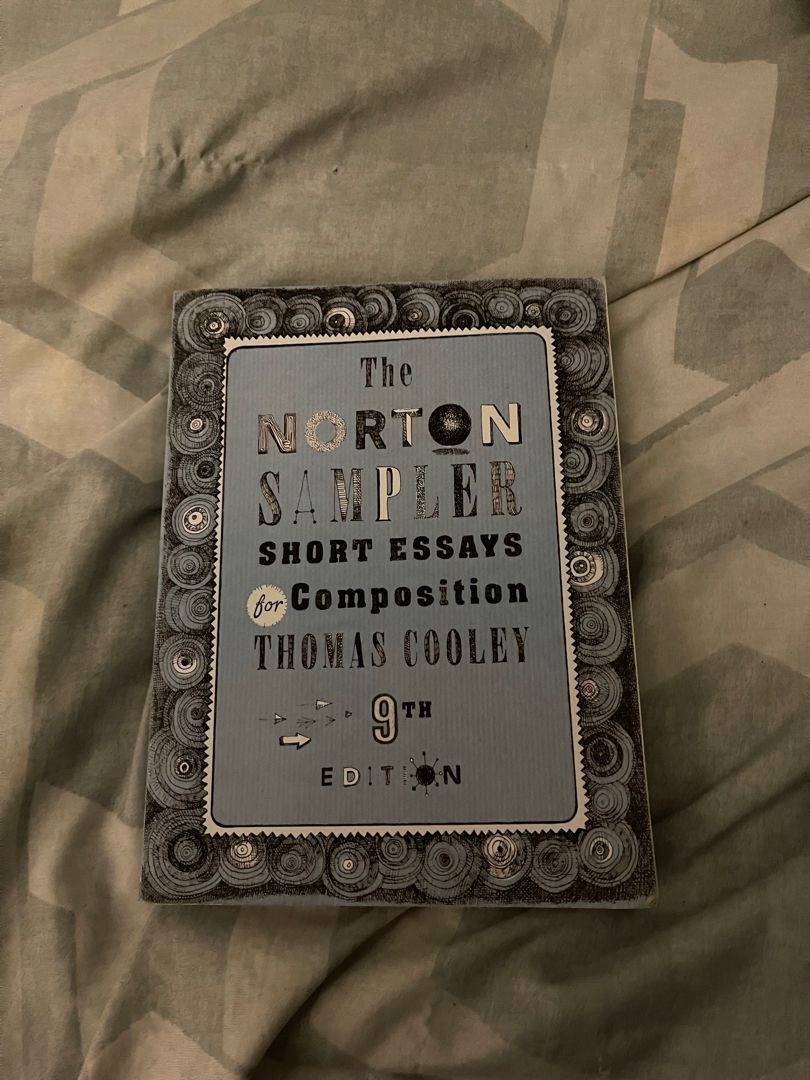 The
NORTON
SAMPLER
SHORT ESSAYS
for Composition
THOMAS COOLEY
9TH
EDITION